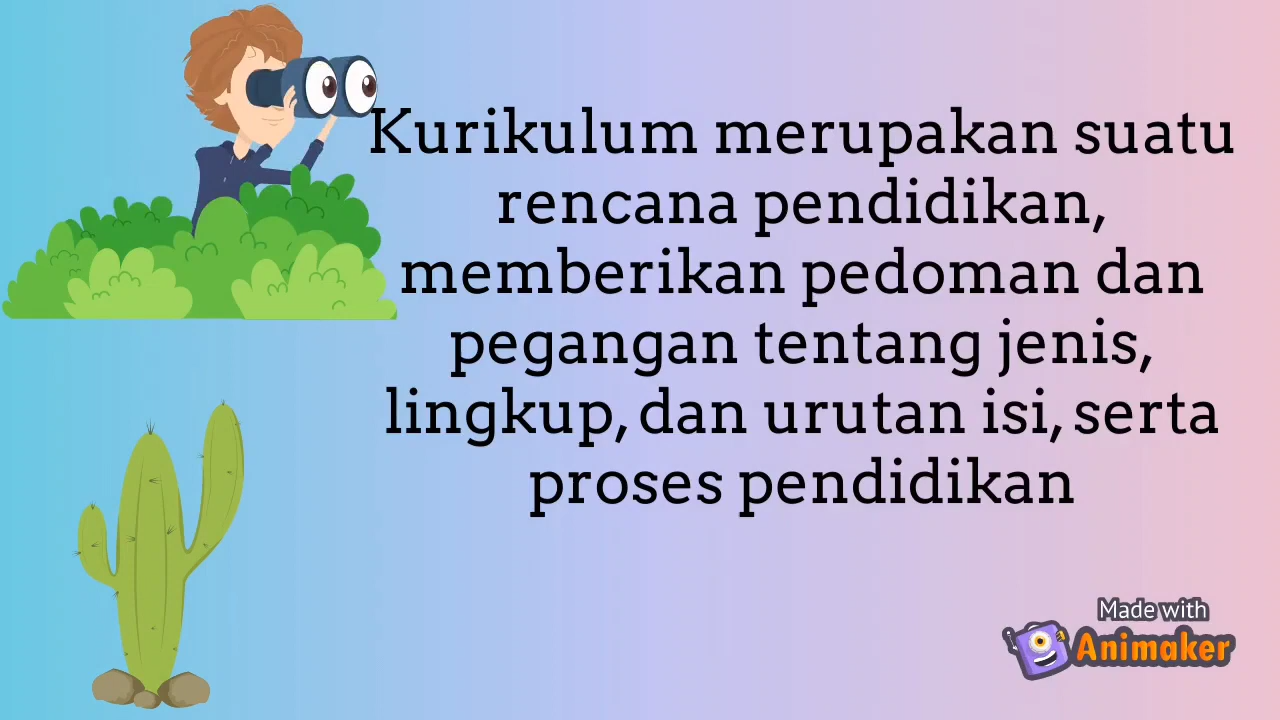 Kurikulum merupakan suatu
rencana pendidikan,
memberikan pedoman dan
pegangan tentang jenis,
lingkup, dan urutan isi, serta
proses pendidikan
Made with
Animaker